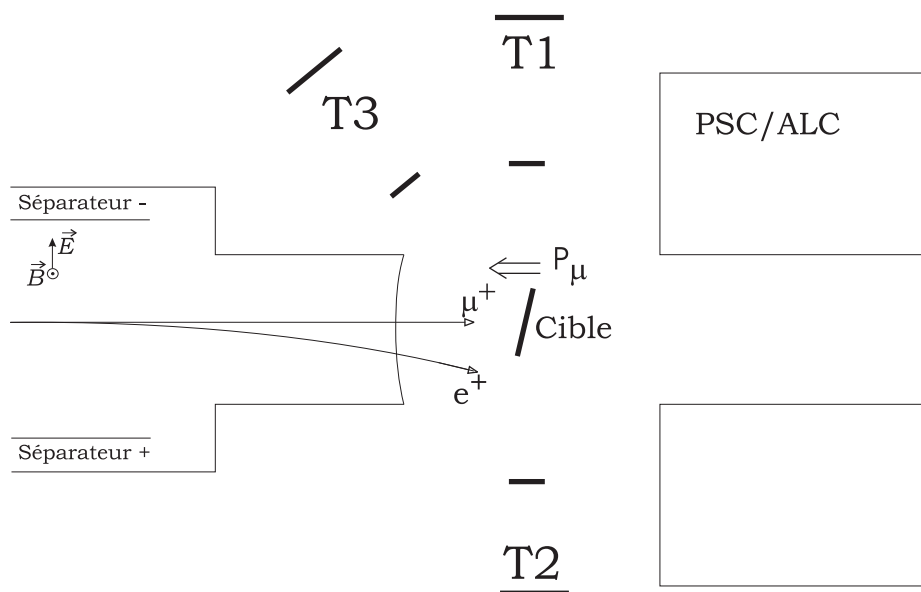 T1
T3
PSC/ALC
Séparateur -
E
B
P μ
μ+
Cible
e+
Séparateur +
T2